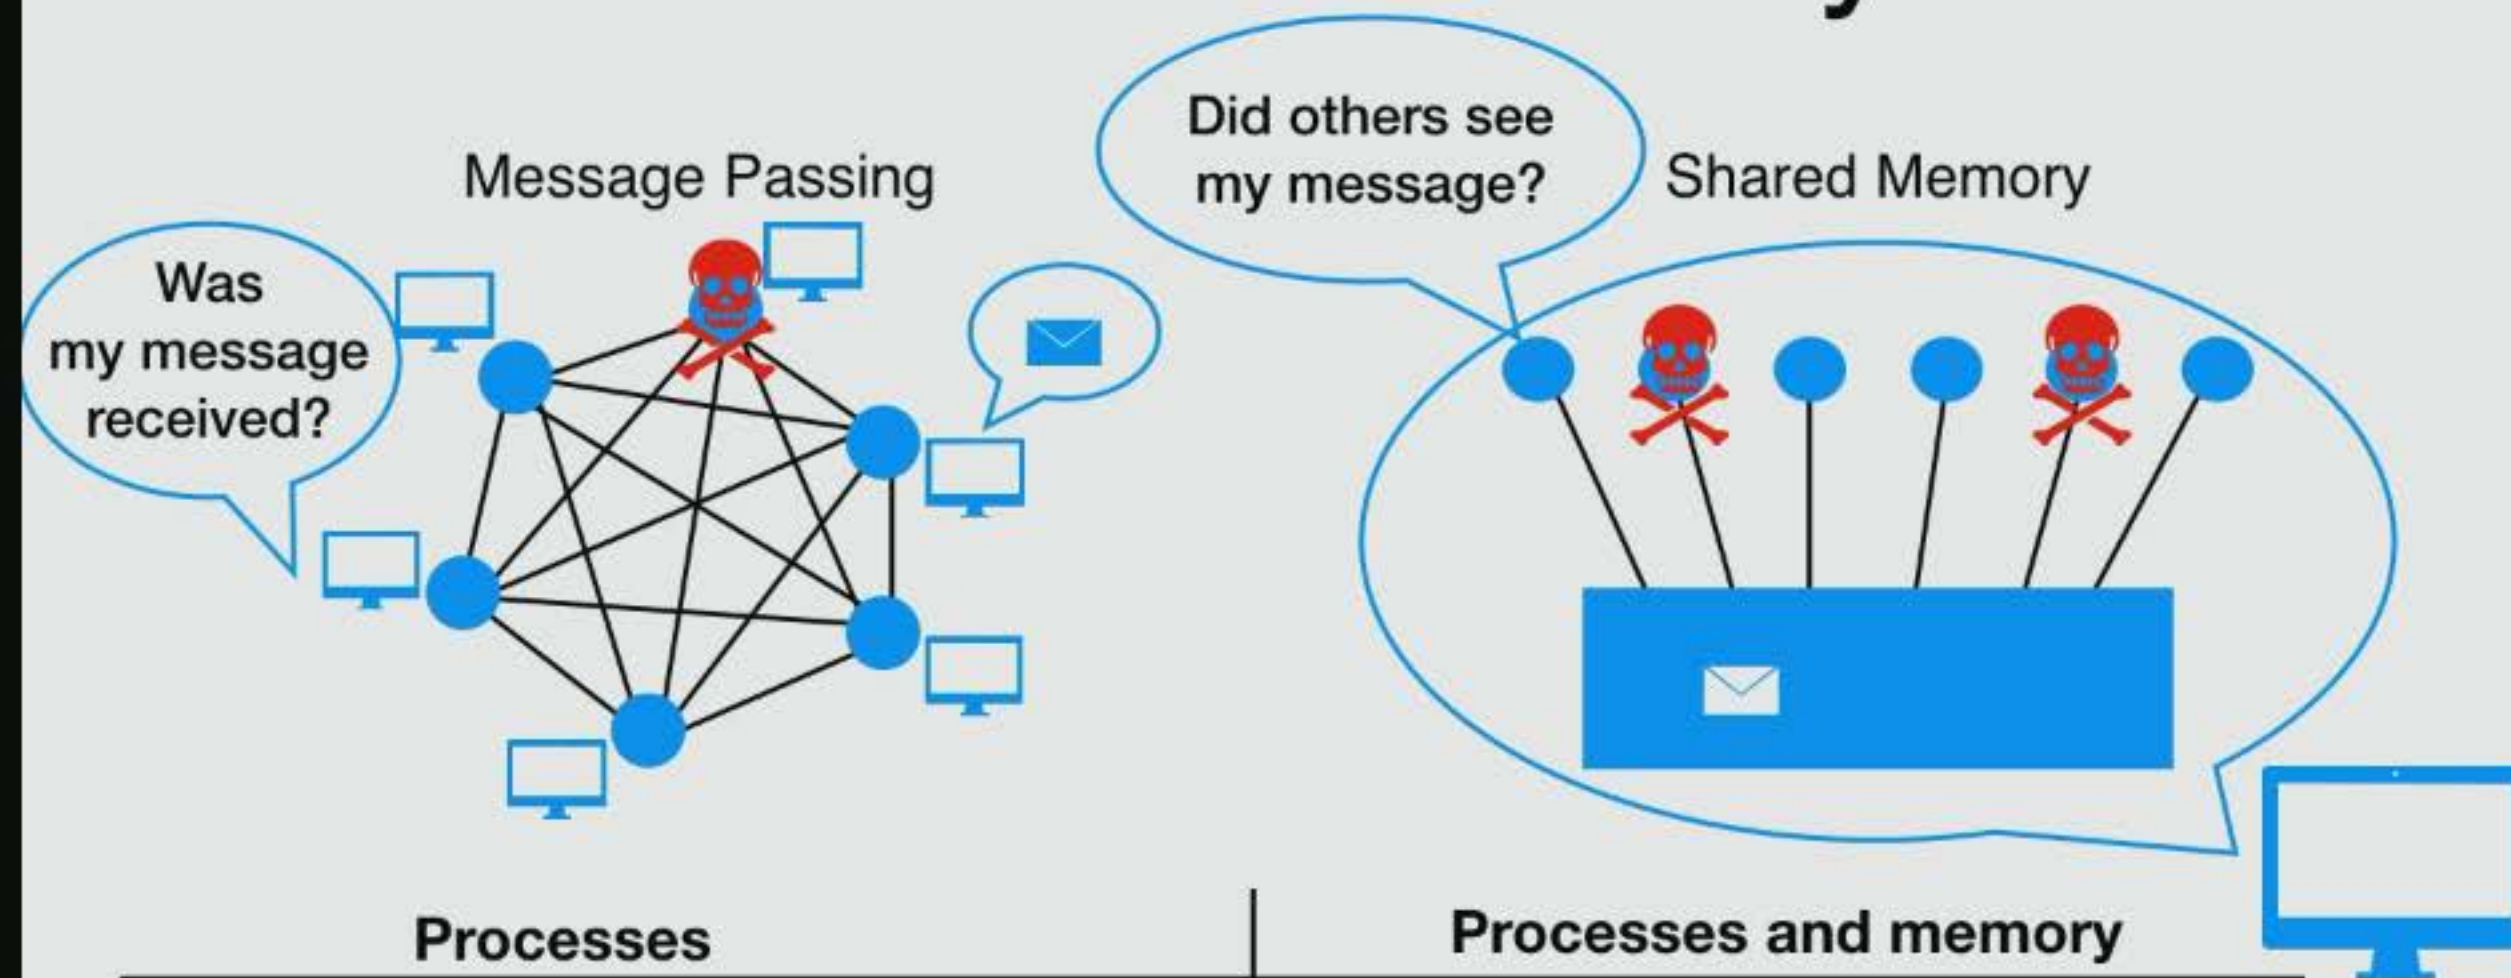 Did others see
my message?
Message Passing
Shared Memory
Was
my message
received?
Processes
Processes and memory